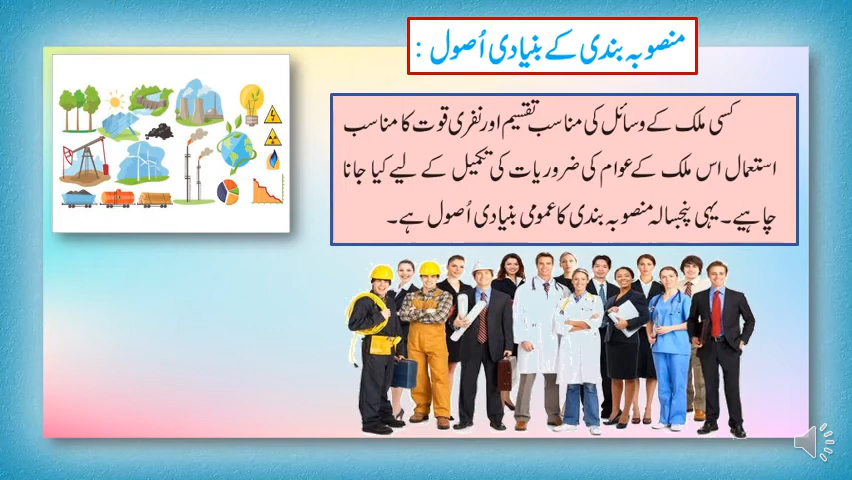 منصوبہ بندی کے بنیادی اُصول :
کسی ملک کے وسائل کی مناسب تقسیم اور نفری قوت کا مناسب
استعمال اس ملک کے عوام کی ضروریات کی تکمیل کے لیے کیا جانا
چاہیے۔ یہی پنجسالہ منصوبہ بندی کا عمومی بنیادی اُصول ہے۔